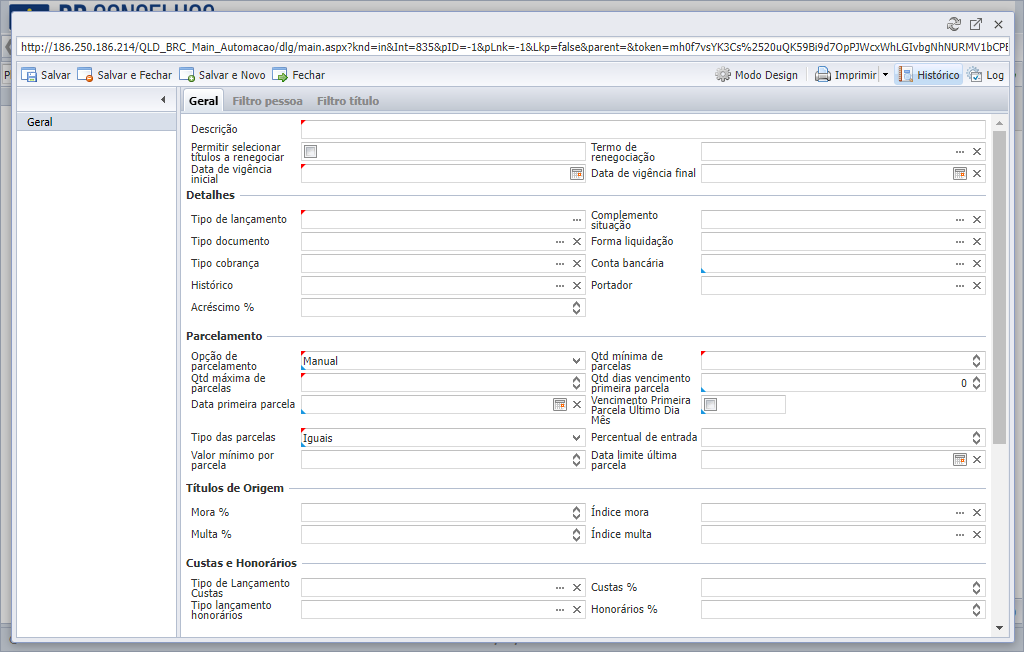 BR CONSELHOS
http://186.250.186.214/QLD_BRC_Main_Automacao/dlg/main.aspx?knd=in&Int=835&pID=-1&pLnk=-1&Lkp=false&parent=&token=mh0f7vsYK3Cs%2520uQK59Bi9d7OpPJWcxWhLGIvbgNhNURMV1bCPE
Salvar Salvar e Fechar Salvar e Novo Fechar Modo Design Imprimir Histórico Log
Geral
Geral Filtro pessoa Filtro título
Descrição
Permitir selecionar títulos a renegociar
Termo de renegociação
Data de vigência inicial
Data de vigência final
Detalhes
Tipo de lançamento
Complemento situação
Tipo documento
Forma liquidação
Tipo cobrança
Conta bancária
Histórico
Portador
Acréscimo %
Parcelamento
Opção de parcelamento
Manual
Qtd mínima de parcelas
Qtd máxima de parcelas
Qtd dias vencimento primeira parcela
0
Data primeira parcela
Vencimento Primeira Parcela Último Dia Mês
Tipo das parcelas
Iguais
Percentual de entrada
Valor mínimo por parcela
Data limite última parcela
Títulos de Origem
Mora %
Índice mora
Multa %
Índice multa
Custas e Honorários
Tipo de Lançamento Custas
Custas %
Tipo lançamento honorários
Honorários %